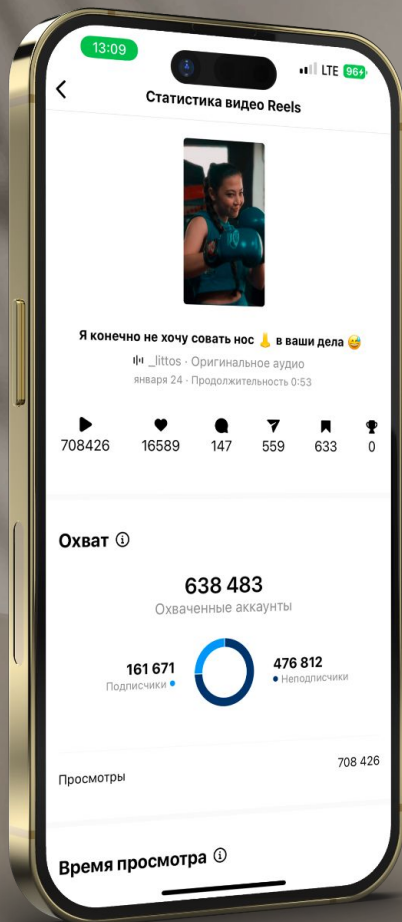 13:09
LTE 96
Статистика видео Reels
Я конечно не хочу совать нос 👃 в ваши дела 😅
_littos · Оригинальное аудио
января 24 · Продолжительность 0:53
708426 16589 147 559 633 0
Охват
638 483
Охваченные аккаунты
161 671
Подписчики
476 812
Неподписчики
Просмотры 708 426
Время просмотра